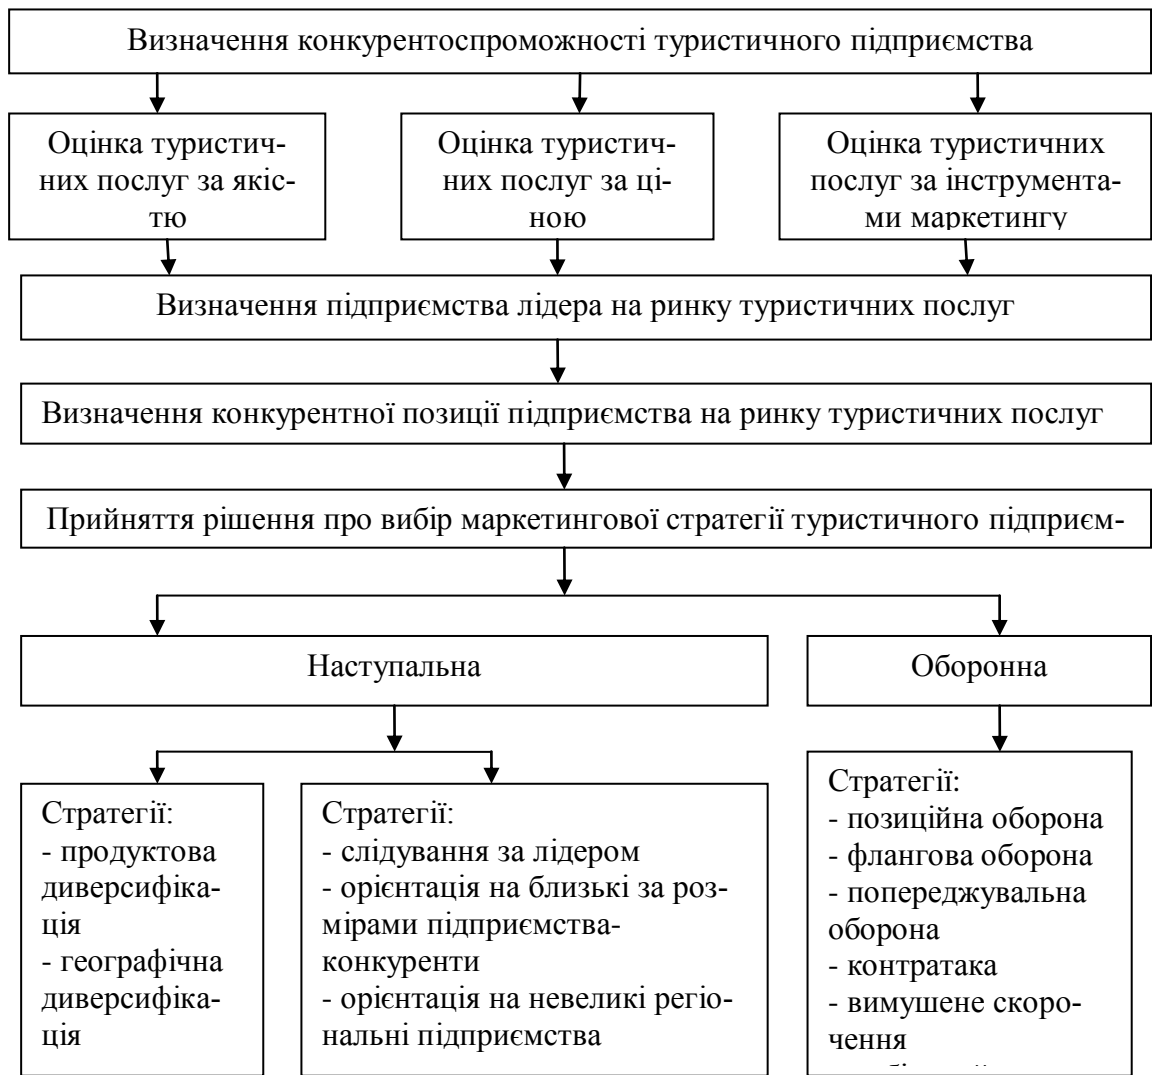 Визначення конкурентоспроможності туристичного підприємства
Оцінка туристич-
них послуг за якіс-
тю
Оцінка туристич-
них послуг за ці-
ною
Оцінка туристичних
послуг за інструмента-
ми маркетингу
Визначення підприємства лідера на ринку туристичних послуг
Визначення конкурентної позиції підприємства на ринку туристичних послуг
Прийняття рішення про вибір маркетингової стратегії туристичного підприєм-
Наступальна
Оборонна
Стратегії:
- продуктова
диверсифіка-
ція
- географічна
диверсифіка-
ція
Стратегії:
- слідування за лідером
- орієнтація на близькі за роз-
мірами підприємства-
конкуренти
- орієнтація на невеликі регіо-
нальні підприємства
Стратегії:
- позиційна оборона
- флангова оборона
- попереджувальна
оборона
- контратака
- вимушене скоро-
чення